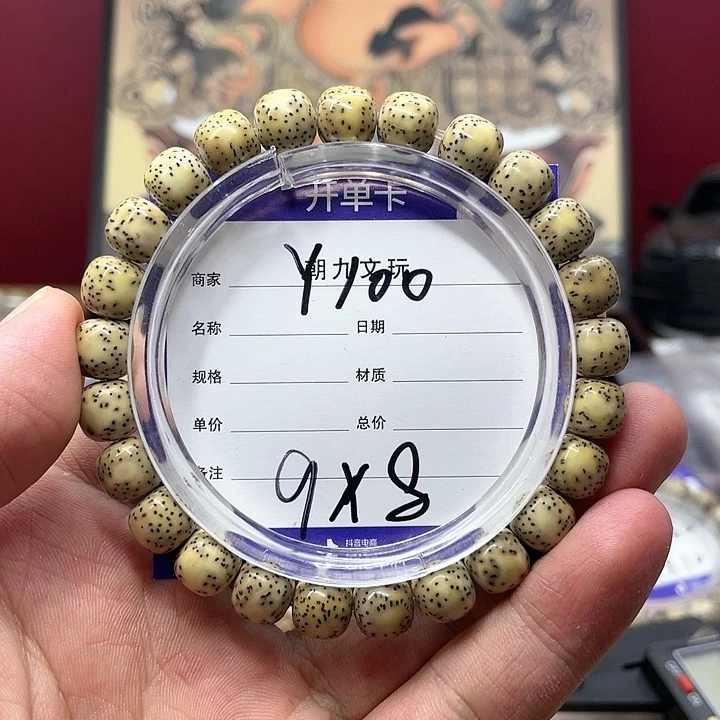 开单卡
朝九文玩
商家 Y100
名称 日期
规格 材质
单价 总价
备注 9X8
抖音电商